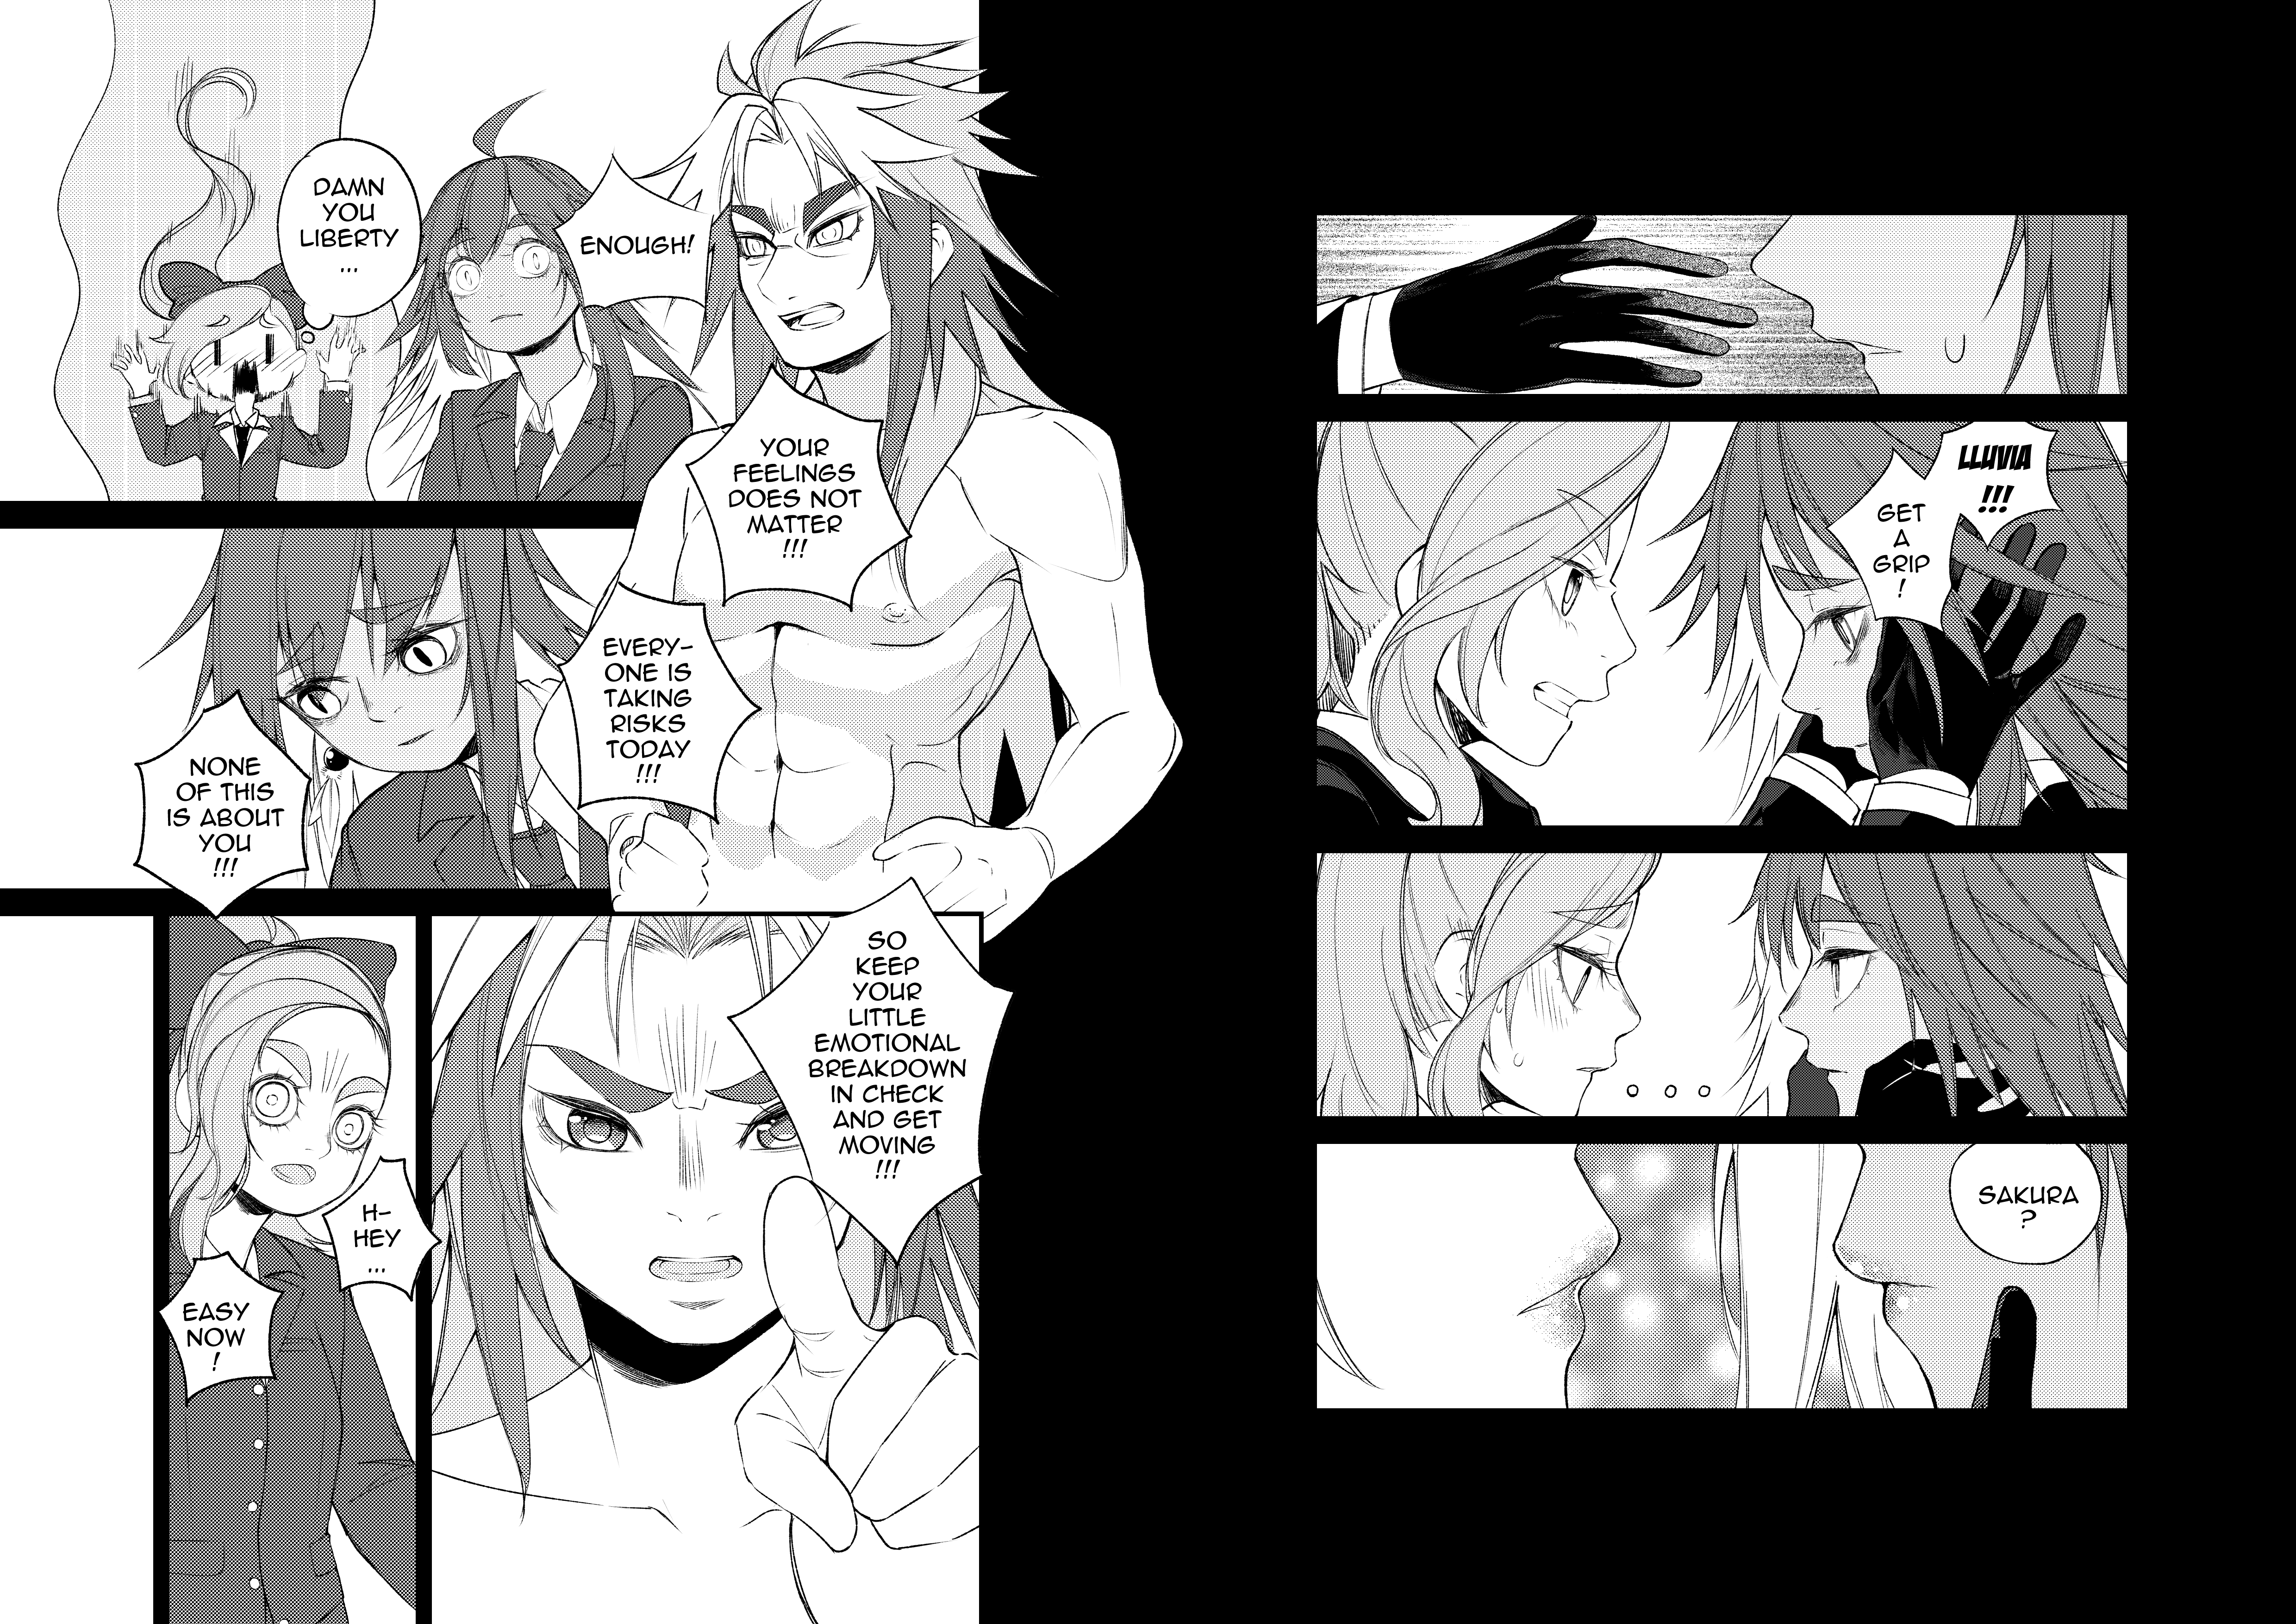 LLUVIA
!!!
GET
A
GRIP
!
SAKURA
?
ENOUGH!
DAMN
YOU
LIBERTY
...
YOUR
FEELINGS
DOES NOT
MATTER
!!!
EVERY-
ONE IS
TAKING
RISKS
TODAY
!!!
NONE
OF THIS
IS ABOUT
YOU
!!!
SO
KEEP
YOUR
LITTLE
EMOTIONAL
BREAKDOWN
IN CHECK
AND GET
MOVING
!!!
H-
HEY
...
EASY
NOW
!